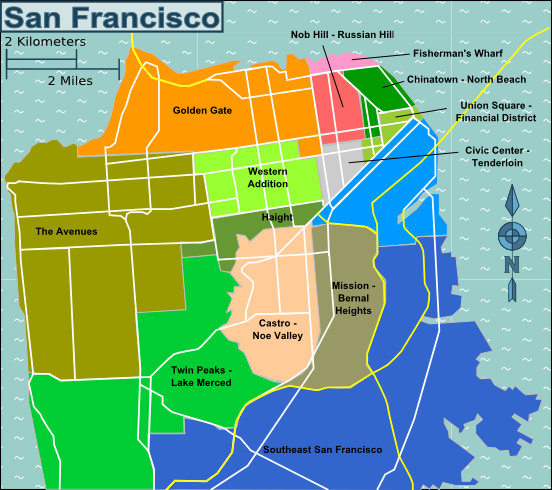 San Francisco
2 Kilometers
2 Miles
Nob Hill - Russian Hill
Fisherman's Wharf
Chinatown - North Beach
Golden Gate
Union Square -
Financial District
Civic Center -
Tenderloin
Western
Addition
Haight
The Avenues
Mission -
Bernal
Heights
Castro -
Noe Valley
Twin Peaks -
Lake Merced
Southeast San Francisco
N